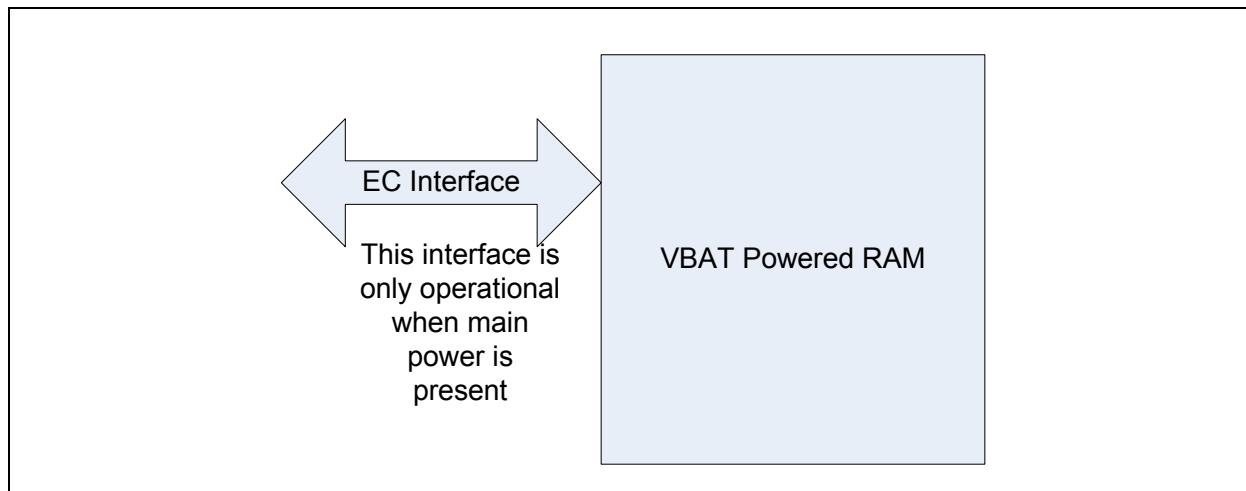 EC Interface
This interface is
only operational
when main
power is
present
VBAT Powered RAM